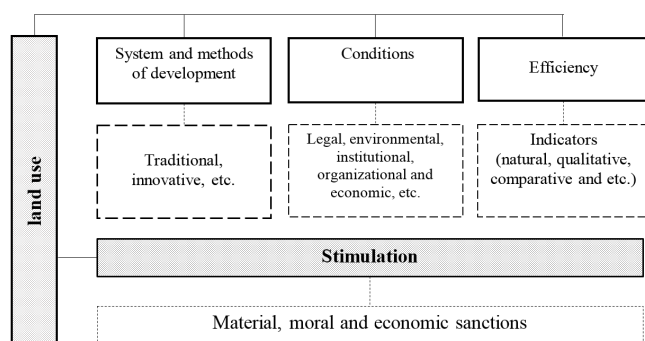 land use
System and methods
of development
Conditions
Efficiency
Traditional,
innovative, etc.
Legal, environmental,
institutional,
organizational and
economic, etc.
Indicators
(natural, qualitative,
comparative and etc.)
Stimulation
Material, moral and economic sanctions